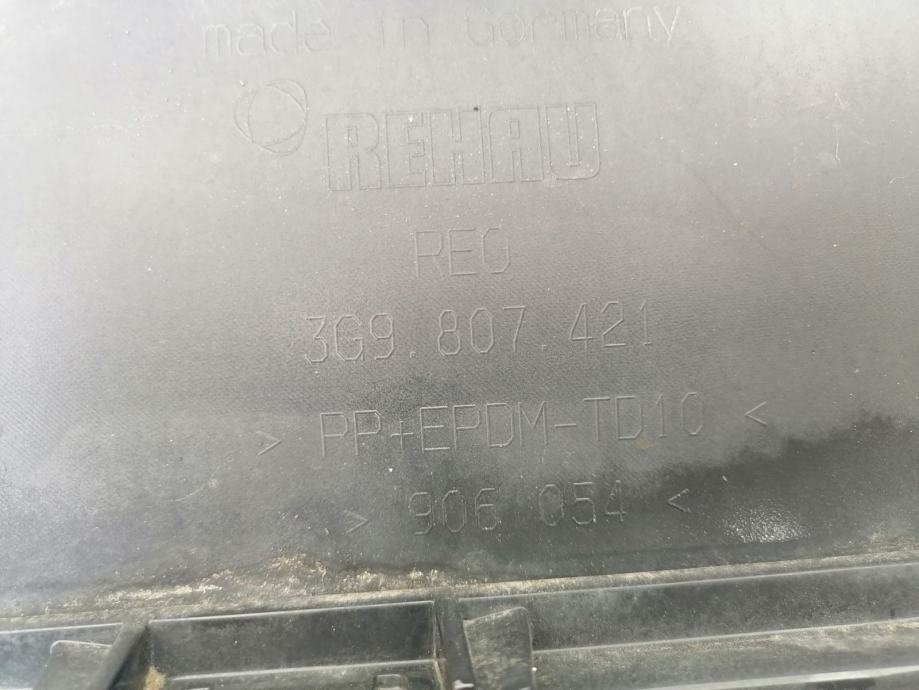 made in Germany
REHAU
REG
3G9.807.421
> PP+EPDM-TD10 <
> 906 054 <